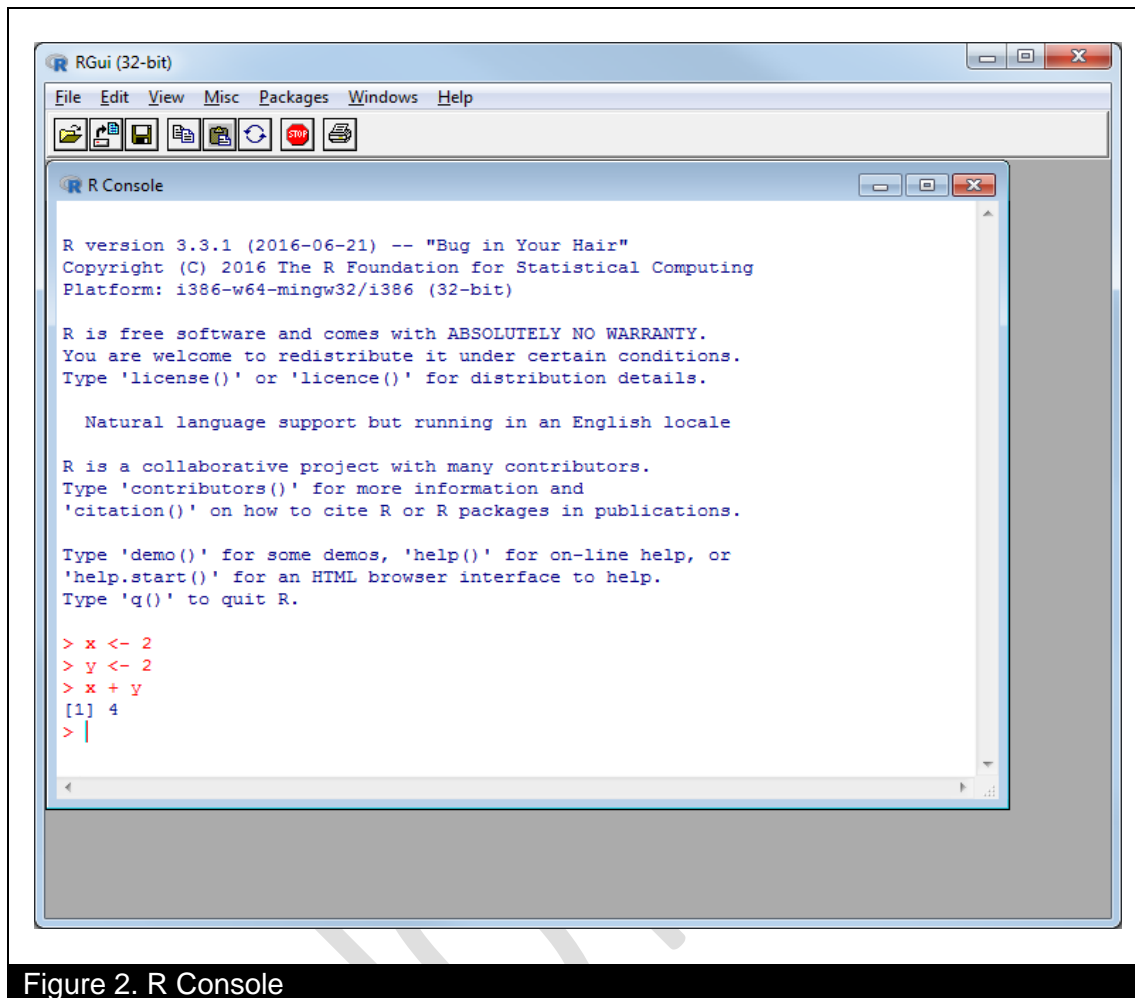 RGui (32-bit)
File Edit View Misc Packages Windows Help
STOP
R Console
R version 3.3.1 (2016-06-21) -- "Bug in Your Hair"
Copyright (C) 2016 The R Foundation for Statistical Computing
Platform: i386-w64-mingw32/i386 (32-bit)
R is free software and comes with ABSOLUTELY NO WARRANTY.
You are welcome to redistribute it under certain conditions.
Type 'license()' or 'licence()' for distribution details.
Natural language support but running in an English locale
R is a collaborative project with many contributors.
Type 'contributors()' for more information and
'citation()' on how to cite R or R packages in publications.
Type 'demo()' for some demos, 'help()' for on-line help, or
'help.start()' for an HTML browser interface to help.
Type 'q()' to quit R.
> x <- 2
> y <- 2
> x + y
[1] 4
>
Figure 2. R Console